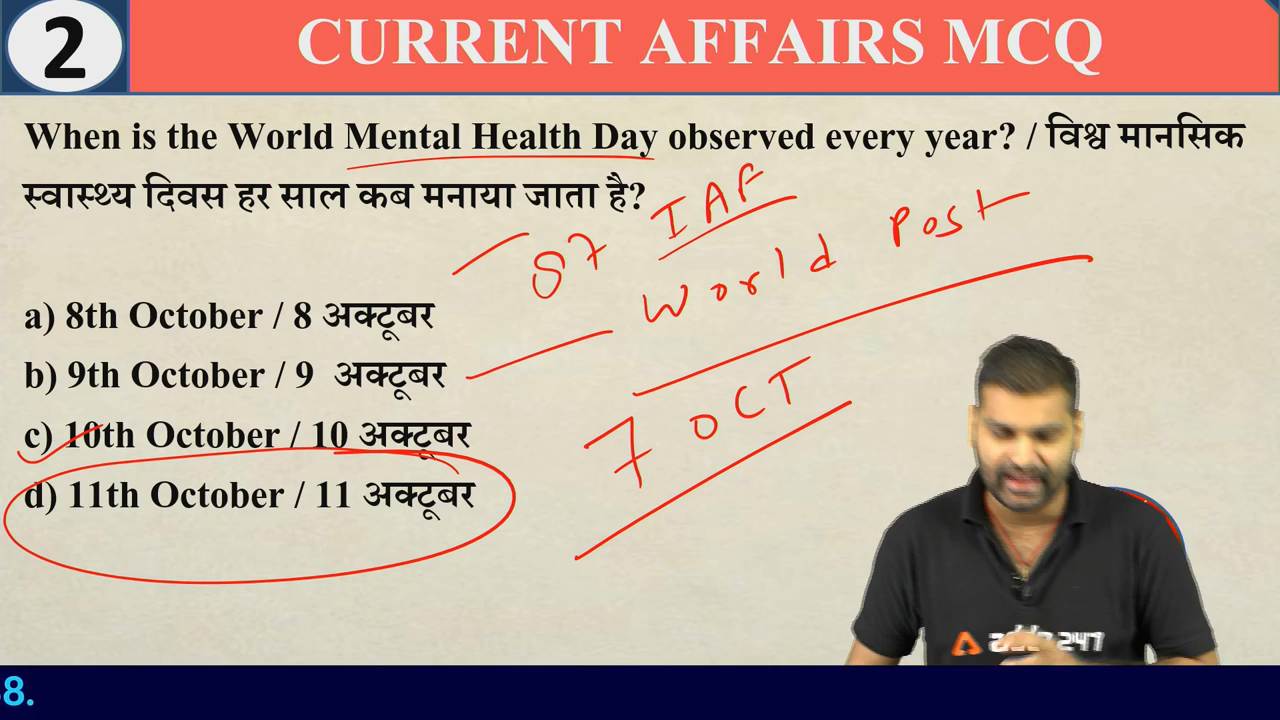 2
CURRENT AFFAIRS MCQ
When is the World Mental Health Day observed every year? / विश्व मानसिक
स्वास्थ्य दिवस हर साल कब मनाया जाता है?
87 IAF
World Post
a) 8th October / 8 अक्टूबर
b) 9th October / 9 अक्टूबर
7 OCT
c) 10th October / 10 अक्टूबर
d) 11th October / 11 अक्टूबर
8.